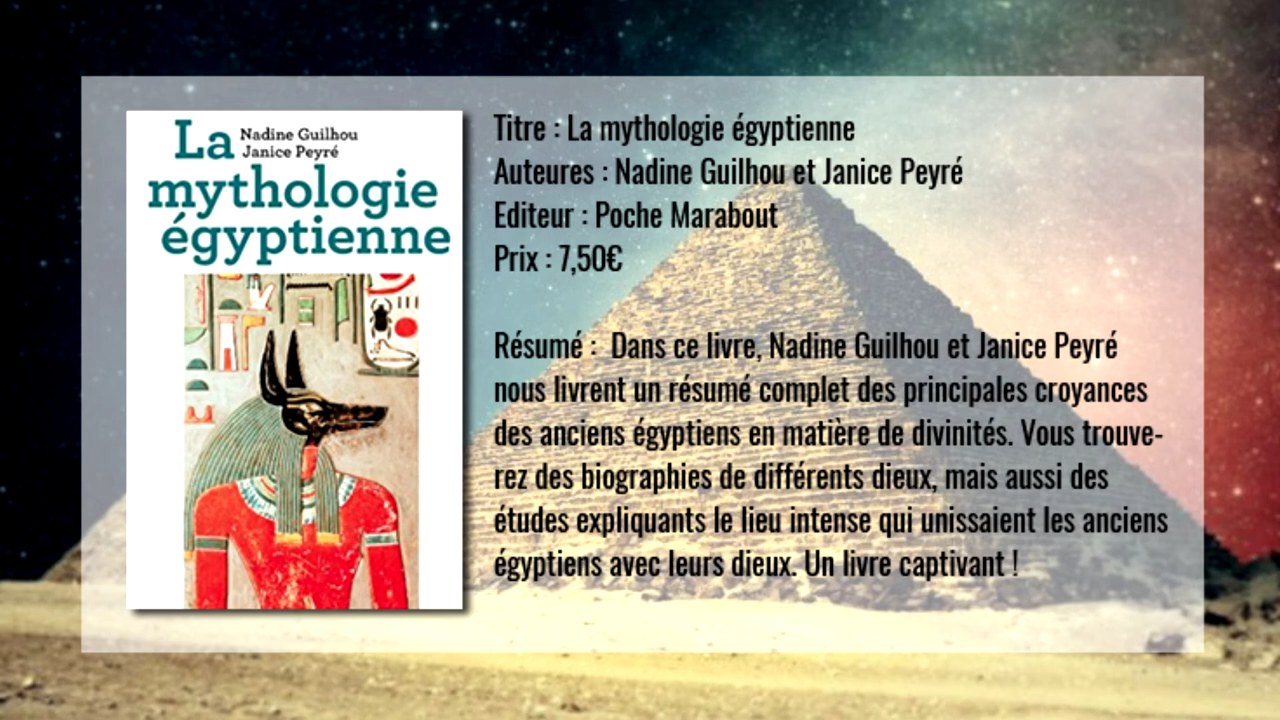 La
Nadine Guilhou
Janice Peyré
mythologie
égyptienne
Titre : La mythologie égyptienne
Auteures : Nadine Guilhou et Janice Peyré
Editeur : Poche Marabout
Prix : 7,50€
Résumé : Dans ce livre, Nadine Guilhou et Janice Peyré
nous livrent un résumé complet des principales croyances
des anciens égyptiens en matière de divinités. Vous trouve-
rez des biographies de différents dieux, mais aussi des
études expliquants le lieu intense qui unissaient les anciens
égyptiens avec leurs dieux. Un livre captivant !